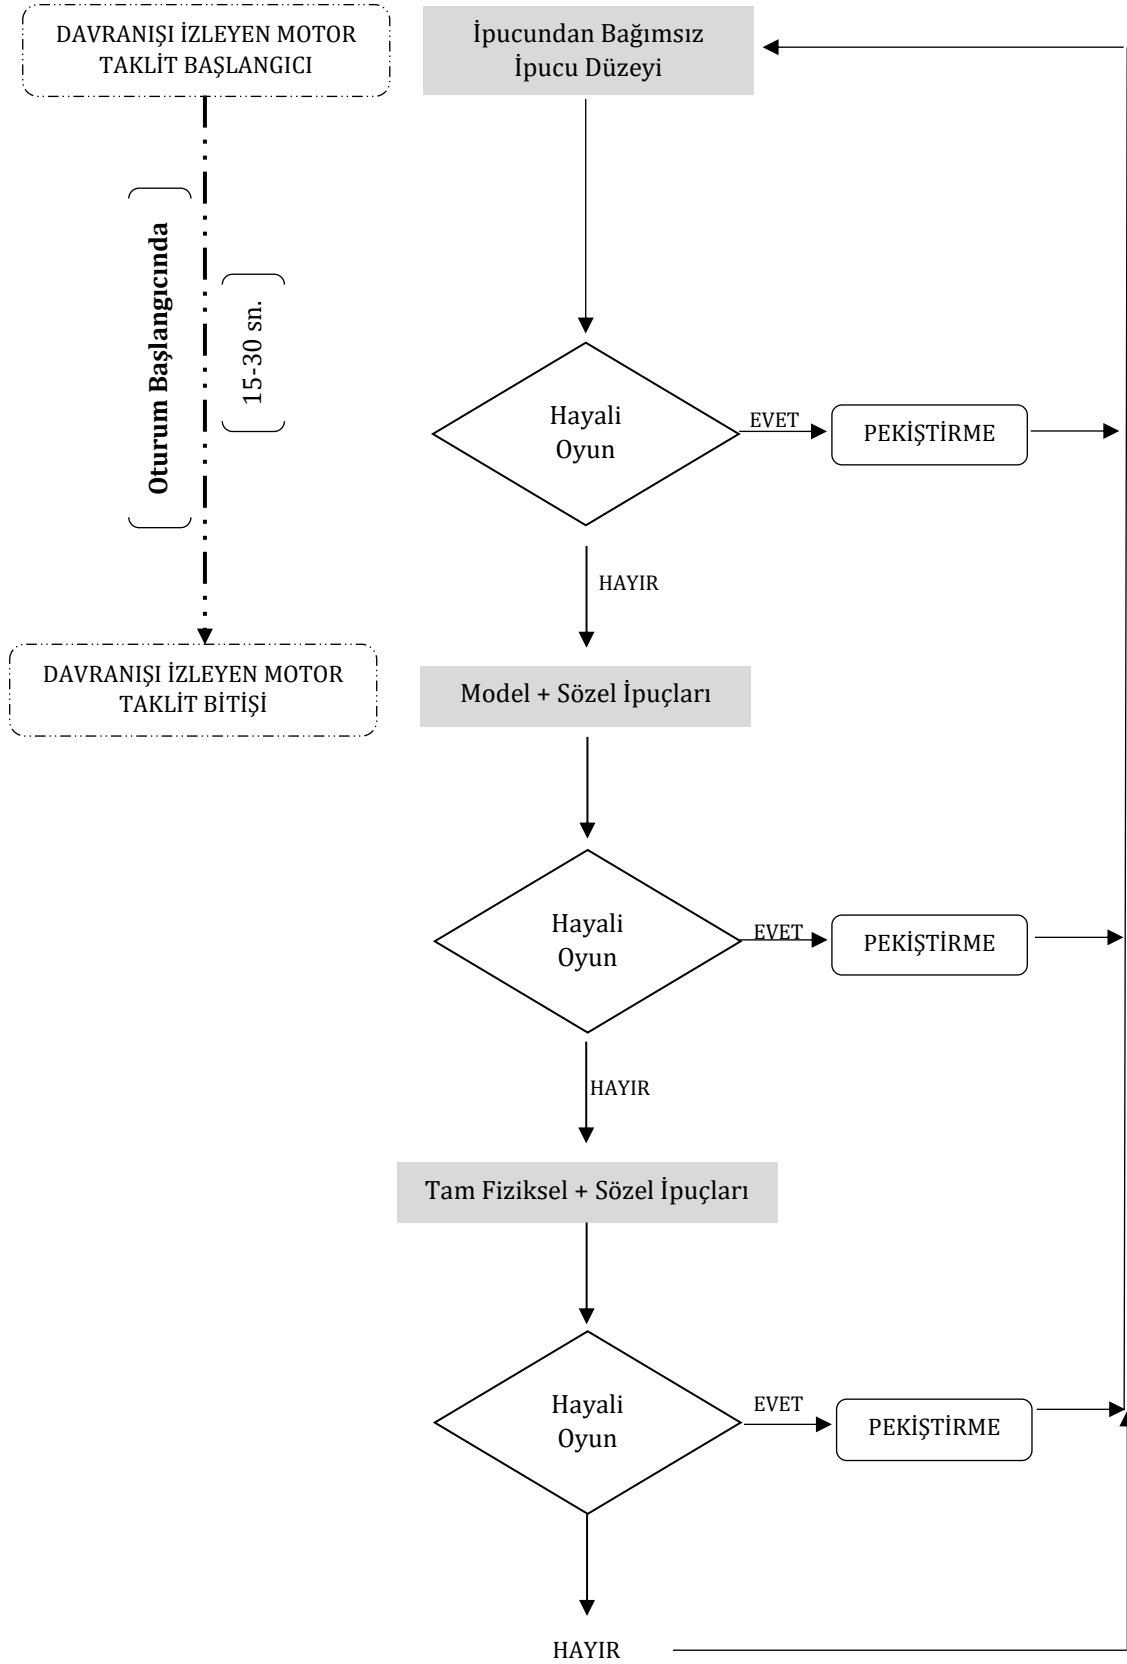 DAVRANIŞI İZLEYEN MOTOR
TAKLİT BAŞLANGICI
Oturum Başlangıcında
15-30 sn.
DAVRANIŞI İZLEYEN MOTOR
TAKLİT BİTİŞİ
İpucundan Bağımsız
İpucu Düzeyi
Hayali
Oyun
EVET
PEKİŞTİRME
HAYIR
Model + Sözel İpuçları
Hayali
Oyun
EVET
PEKİŞTİRME
HAYIR
Tam Fiziksel + Sözel İpuçları
Hayali
Oyun
EVET
PEKİŞTİRME
HAYIR